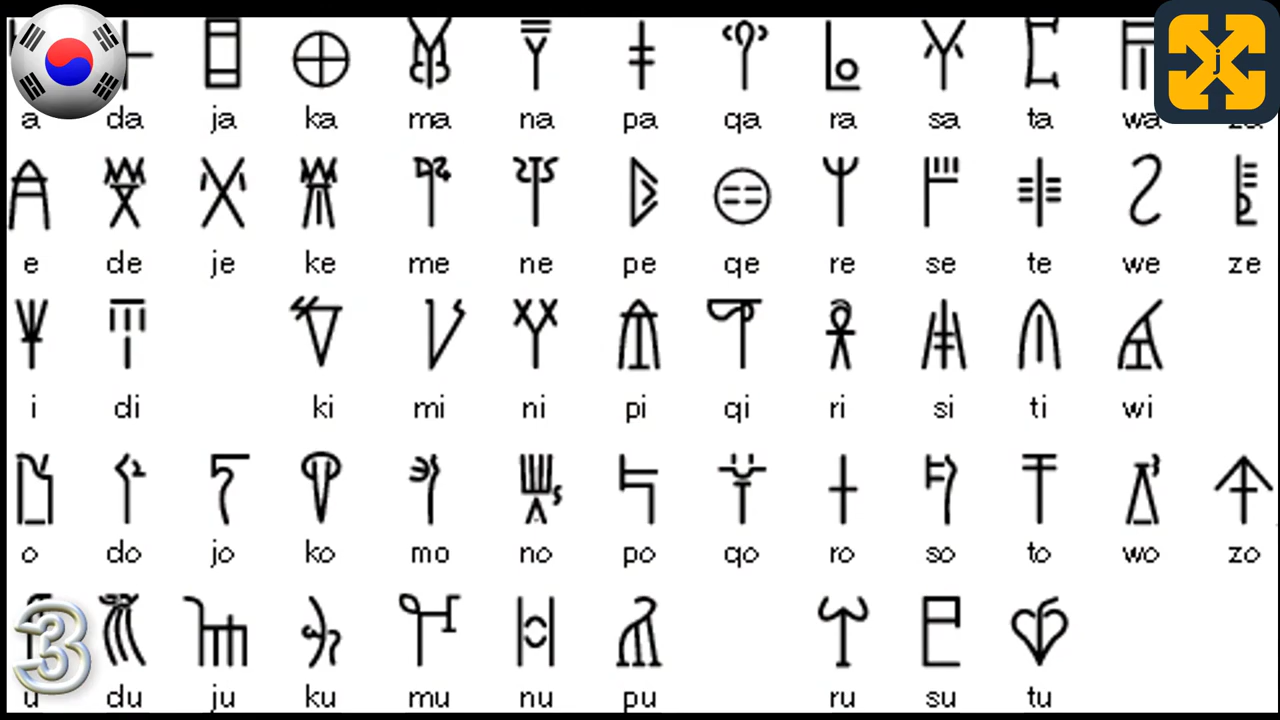 j
𐀅 𐀊 𐀏 𐀔 𐀙 𐀞 𐀣 𐀨 𐀭 𐀲 𐀷
a da ja ka ma na pa qa ra sa ta wa
𐀁 𐀆 𐀋 𐀐 𐀕 𐀚 𐀟 𐀤 𐀩 𐀮 𐀳 𐀸 𐀽
e de je ke me ne pe qe re se te we ze
𐀂 𐀇 𐀑 𐀖 𐀛 𐀠 𐀥 𐀪 𐀯 𐀴 𐀹
i di ki mi ni pi qi ri si ti wi
𐀃 𐀈 𐀍 𐀒 𐀗 𐀜 𐀡 𐀦 𐀫 𐀰 𐀵 𐀺 𐀿
o do jo ko mo no po qo ro so to wo zo
3 𐀉 𐀎 𐀓 𐀘 𐀝 𐀢 𐀬 𐀱 𐀶
u du ju ku mu nu pu ru su tu